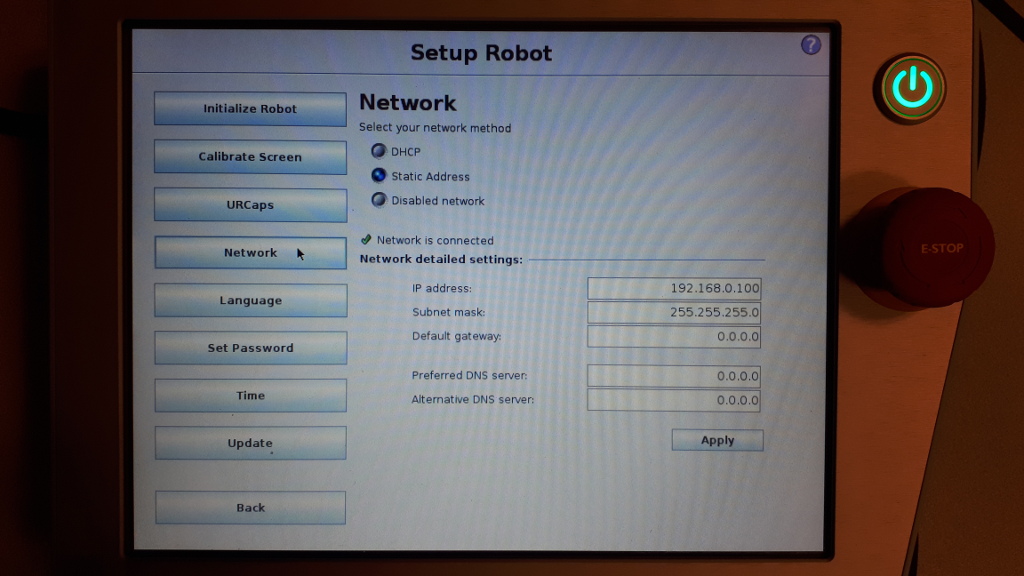 Setup Robot
?
Initialize Robot
Calibrate Screen
URCaps
Network
Language
Set Password
Time
Update
Back
Network
Select your network method
DHCP
Static Address
Disabled network
Network is connected
Network detailed settings:
IP address: 192.168.0.100
Subnet mask: 255.255.255.0
Default gateway: 0.0.0.0
Preferred DNS server: 0.0.0.0
Alternative DNS server: 0.0.0.0
Apply
E-STOP